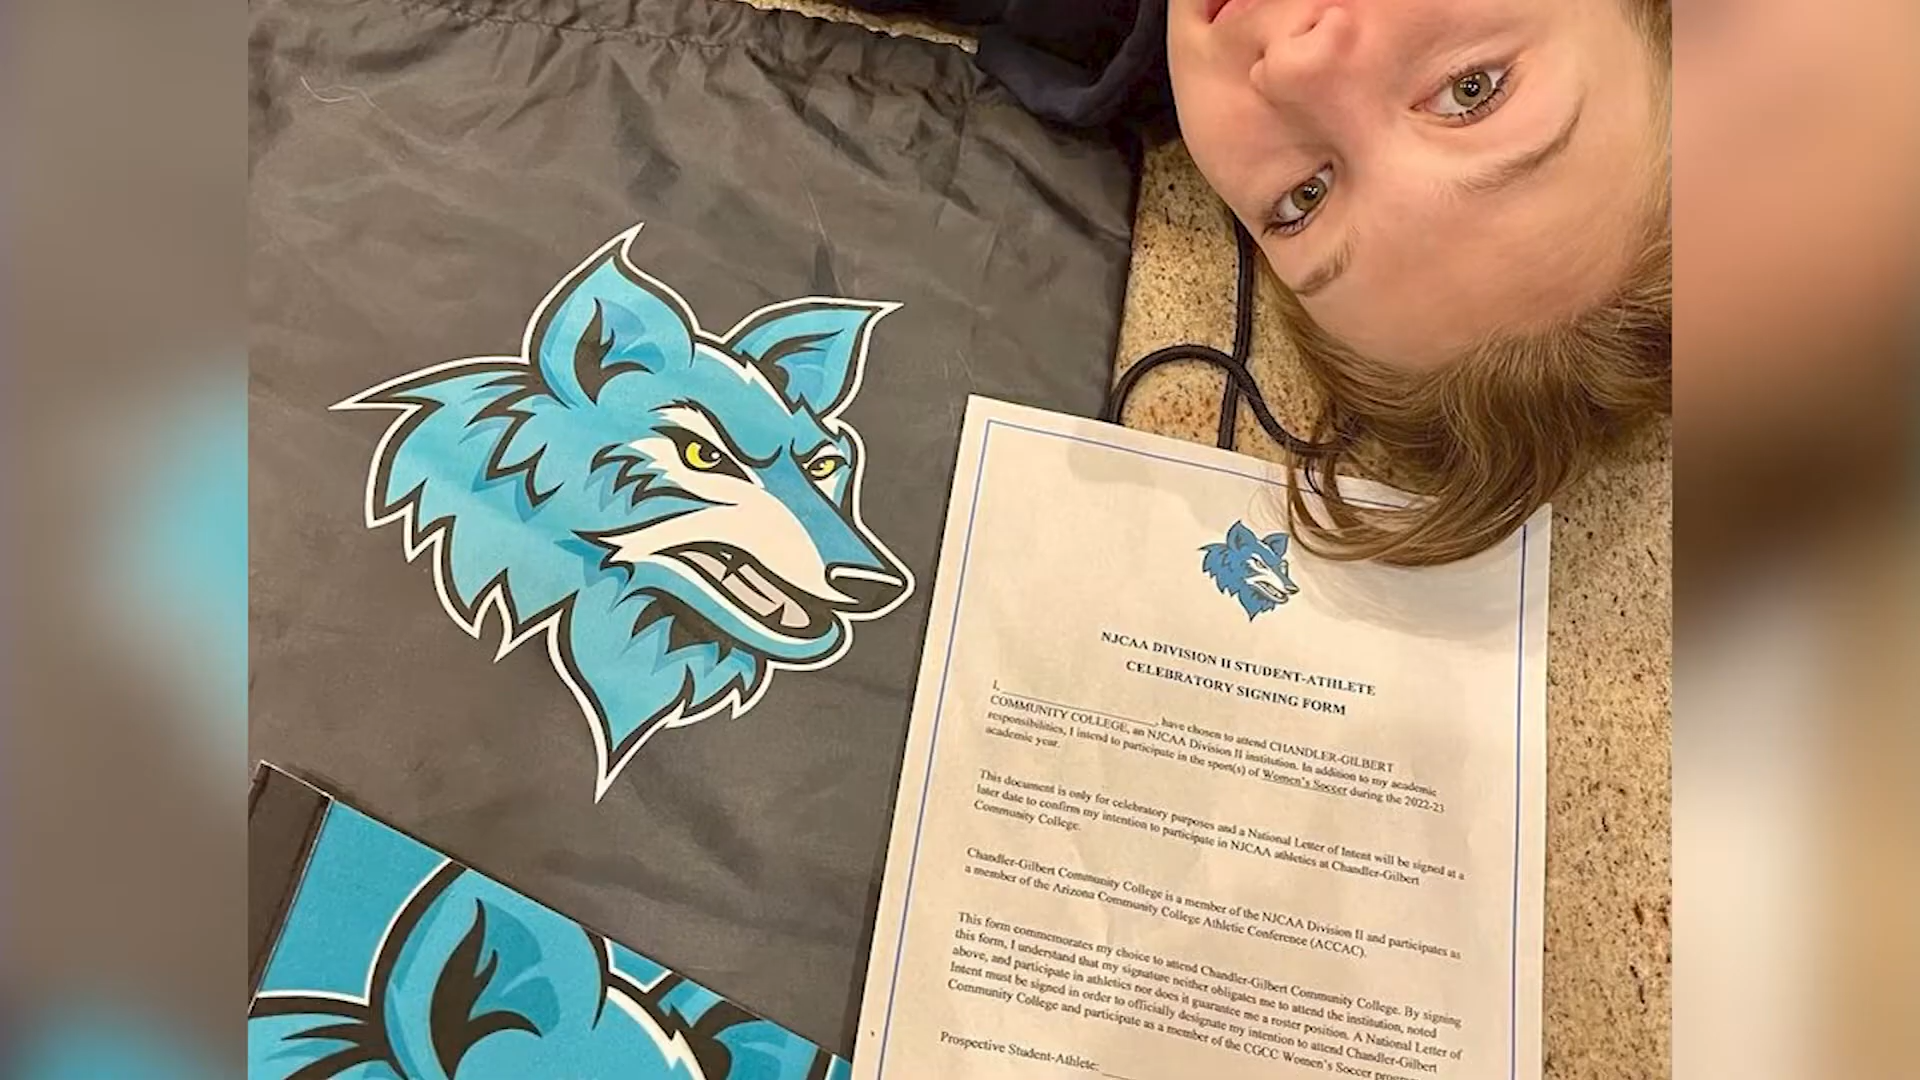 NJCAA DIVISION II STUDENT-ATHLETE
CELEBRATORY SIGNING FORM
I, ____________________, have chosen to attend CHANDLER-GILBERT
COMMUNITY COLLEGE, an NJCAA Division II institution. In addition to my academic
responsibilities, I intend to participate in the sport(s) of Women's Soccer during the 2022-23
academic year.
This document is only for celebratory purposes and a National Letter of Intent will be signed at a
later date to confirm my intention to participate in NJCAA athletics at Chandler-Gilbert
Community College.
Chandler-Gilbert Community College is a member of the NJCAA Division II and participates as
a member of the Arizona Community College Athletic Conference (ACCAC).
This form commemorates my choice to attend Chandler-Gilbert Community College. By signing
this form, I understand that my signature neither obligates me to attend the institution, noted
above, and participate in athletics nor does it guarantee me a roster position. A National Letter of
Intent must be signed in order to officially designate my intention to attend Chandler-Gilbert
Community College and participate as a member of the CGCC Women's Soccer
Prospective Student-Athlete: